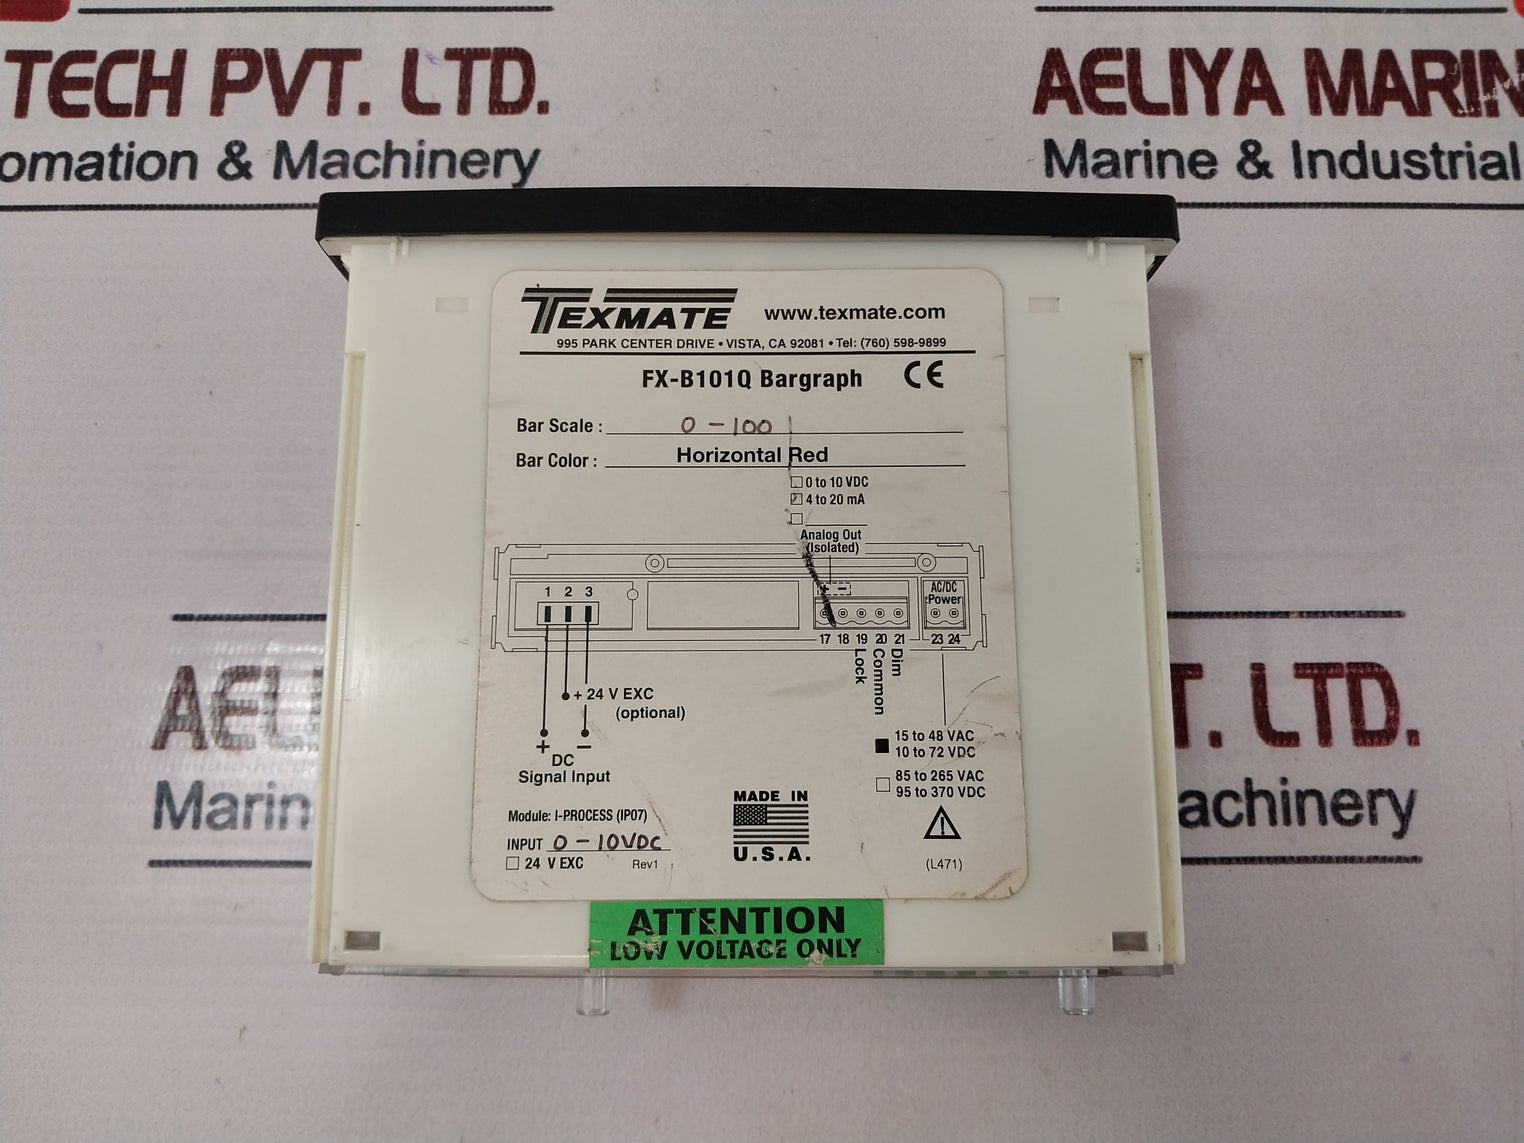 TECH PVT. LTD.
omation & Machinery
AELIYA MARIN
Marine & Industrial
TEXMATE www.texmate.com
995 PARK CENTER DRIVE • VISTA, CA 92081 • Tel: (760) 598-9899
FX-B101Q Bargraph CE
Bar Scale : 0 - 100
Bar Color : Horizontal Red
0 to 10 VDC
4 to 20 mA
Analog Out
(Isolated)
+ −
1 2 3
AC/DC
Power
17 18 19 20 21 23 24
Lock
Common
Dim
+ 24 V EXC
(optional)
+ −
DC
Signal Input
15 to 48 VAC
10 to 72 VDC
85 to 265 VAC
95 to 370 VDC
Module: I-PROCESS (IP07)
INPUT 0 - 10VDC
24 V EXC Rev1
MADE IN
U.S.A.
(L471)
ATTENTION
LOW VOLTAGE ONLY
AEL
Marin
T. LTD.
achinery